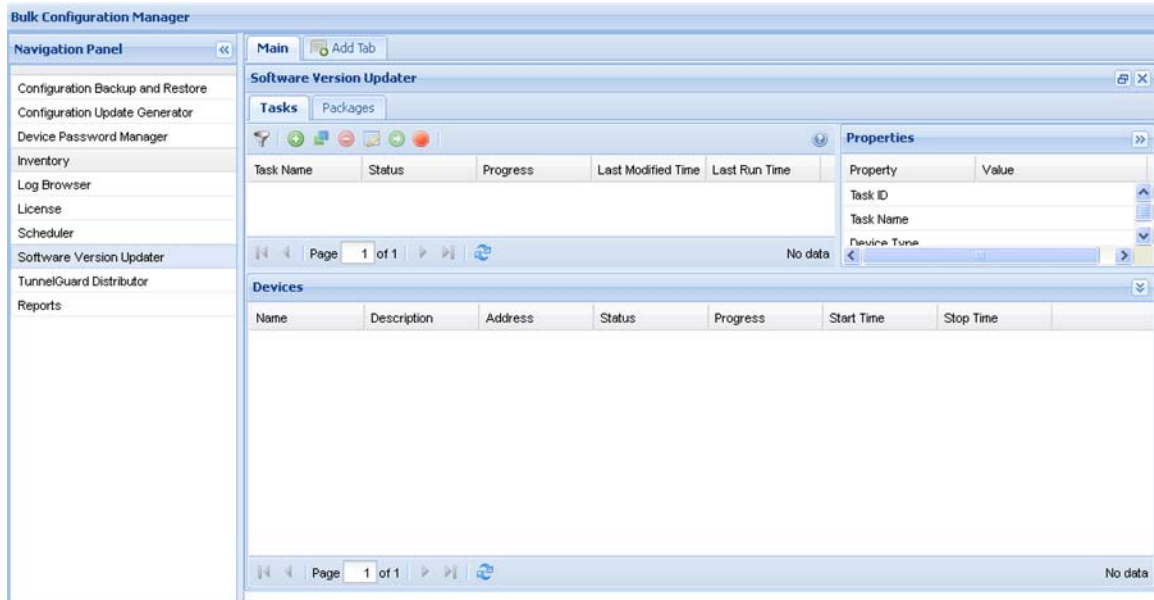 Bulk Configuration Manager
Navigation Panel
Configuration Backup and Restore
Configuration Update Generator
Device Password Manager
Inventory
Log Browser
License
Scheduler
Software Version Updater
TunnelGuard Distributor
Reports
Main Add Tab
Software Version Updater
Tasks Packages
Task Name Status Progress Last Modified Time Last Run Time
Page 1 of 1 No data
Properties
Property Value
Task ID
Task Name
Device Type
Devices
Name Description Address Status Progress Start Time Stop Time
Page 1 of 1 No data